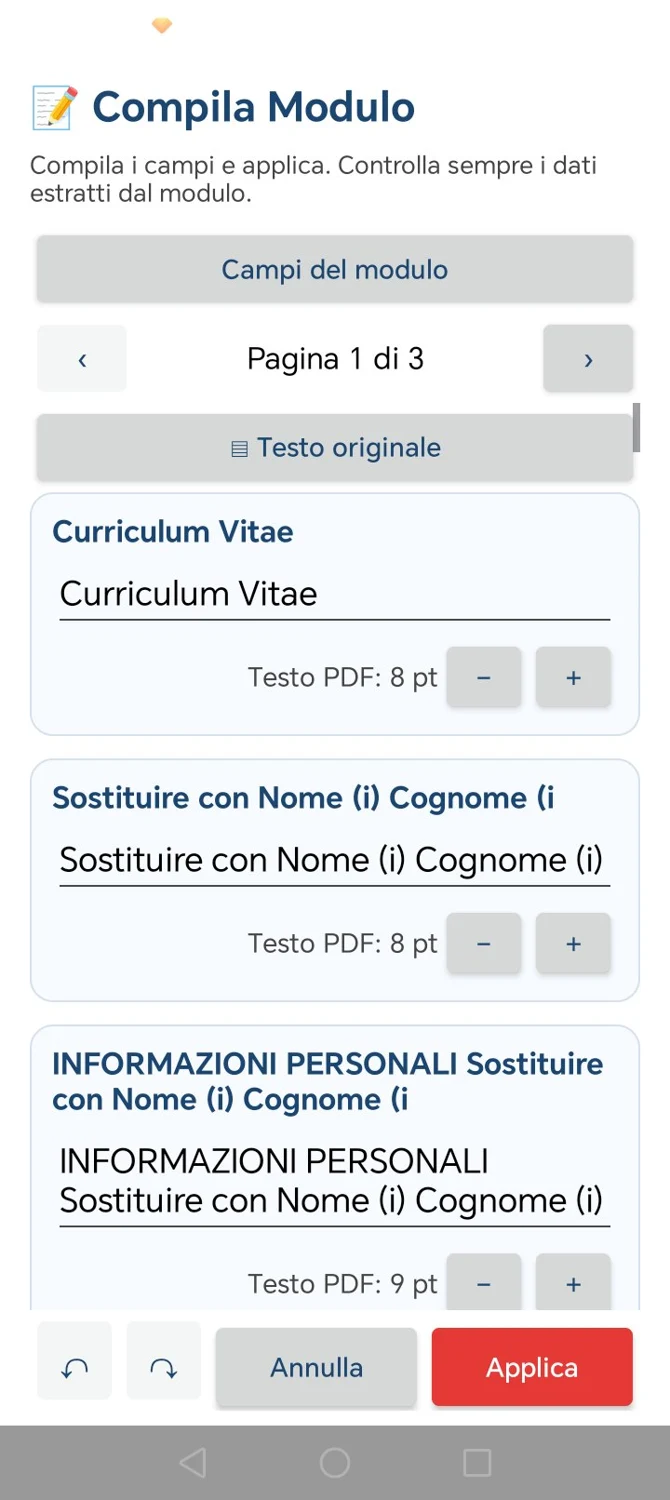 Compila Modulo
Compila i campi e applica. Controlla sempre i dati
estratti dal modulo.
Campi del modulo
‹ Pagina 1 di 3 ›
▤ Testo originale
Curriculum Vitae
Curriculum Vitae
Testo PDF: 8 pt − +
Sostituire con Nome (i) Cognome (i
Sostituire con Nome (i) Cognome (i)
Testo PDF: 8 pt − +
INFORMAZIONI PERSONALI Sostituire
con Nome (i) Cognome (i
INFORMAZIONI PERSONALI
Sostituire con Nome (i) Cognome (i)
Testo PDF: 9 pt − +
Annulla Applica